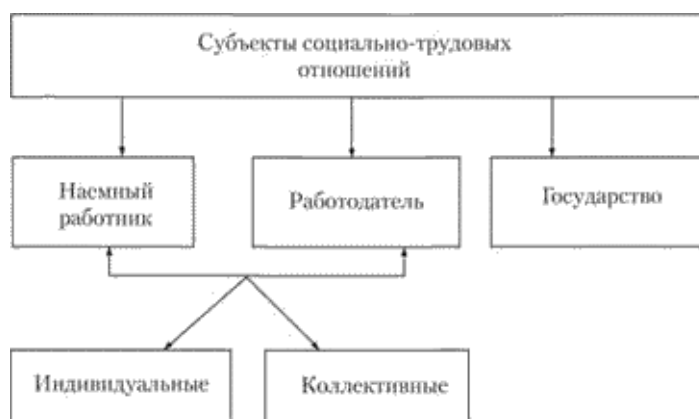 Субъекты социально-трудовых
отношений
Наемный
работник
Работодатель
Государство
Индивидуальные
Коллективные